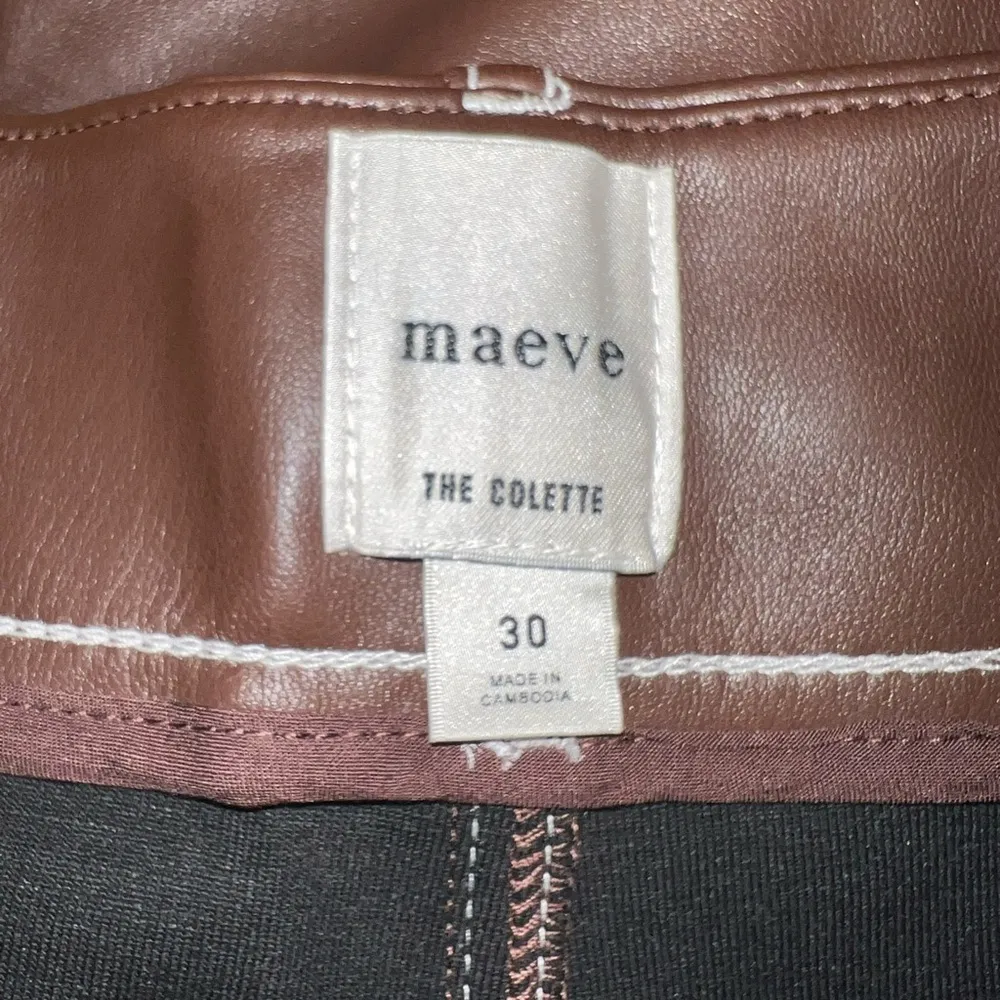 maeve
THE COLETTE
30
MADE IN
CAMBODIA